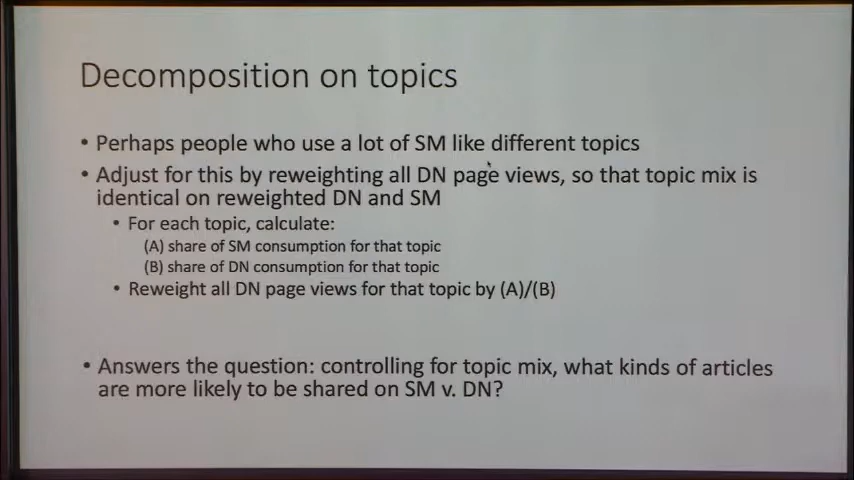 Decomposition on topics
• Perhaps people who use a lot of SM like different topics
• Adjust for this by reweighting all DN page views, so that topic mix is
identical on reweighted DN and SM
• For each topic, calculate:
(A) share of SM consumption for that topic
(B) share of DN consumption for that topic
• Reweight all DN page views for that topic by (A)/(B)
• Answers the question: controlling for topic mix, what kinds of articles
are more likely to be shared on SM v. DN?